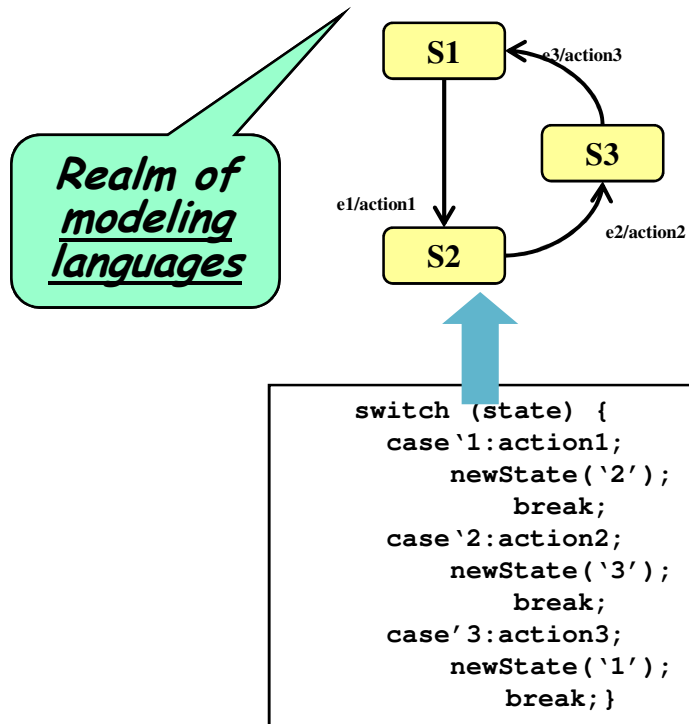 S1
e3/action3
S3
Realm of
modeling
languages
e1/action1
e2/action2
S2
switch (state) {
case‘1:action1;
newState(‘2’);
break;
case‘2:action2;
newState(‘3’);
break;
case’3:action3;
newState(‘1’);
break;}